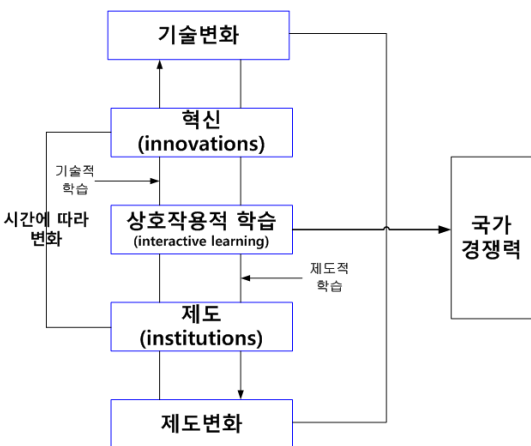 기술변화
혁신
(innovations)
기술적
학습
시간에 따라
변화
상호작용적 학습
(interactive learning)
국가
경쟁력
제도적
학습
제도
(institutions)
제도변화